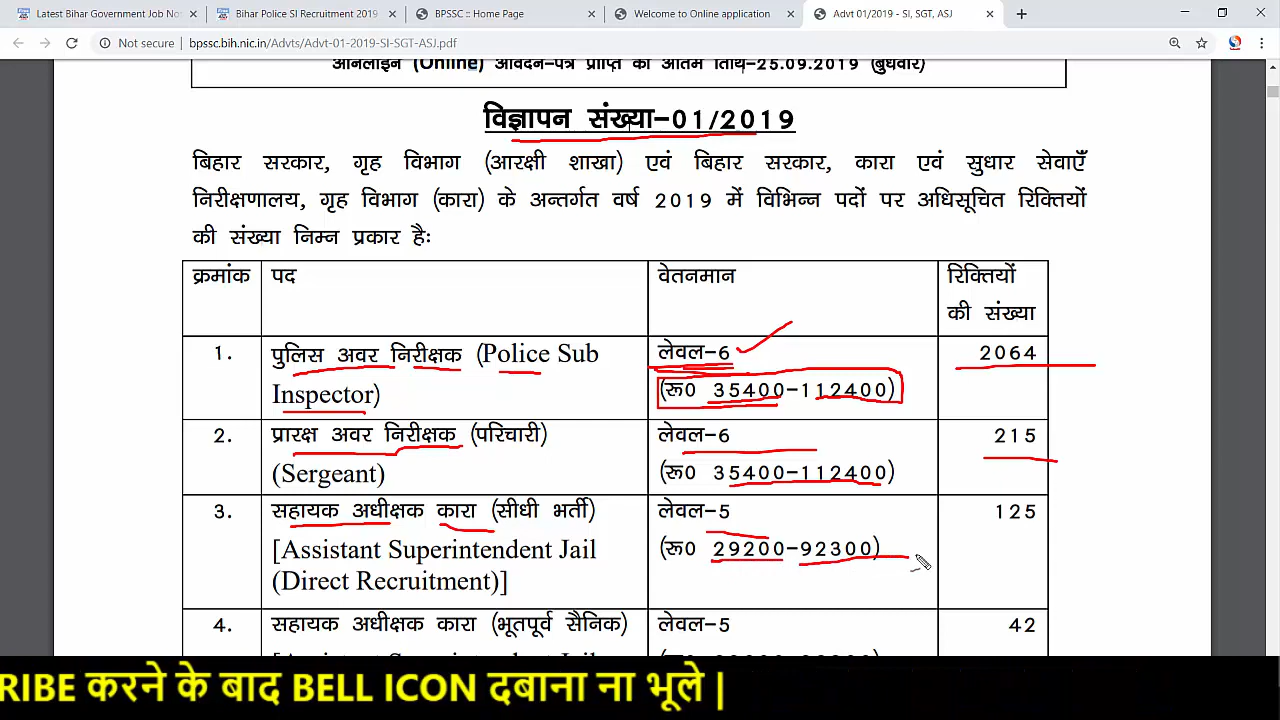 Latest Bihar Government Job No
Bihar Police SI Recruitment 2019
BPSSC :: Home Page
Welcome to Online application
Advt 01/2019 - SI, SGT, ASJ
Not secure
bpssc.bih.nic.in/Advts/Advt-01-2019-SI-SGT-ASJ.pdf
ऑनलाइन (Online) आवेदन-पत्र प्राप्ति की अंतिम तिथि-25.09.2019 (बुधवार)
विज्ञापन संख्या-01/2019
बिहार सरकार, गृह विभाग (आरक्षी शाखा) एवं बिहार सरकार, कारा एवं सुधार सेवाएँ
निरीक्षणालय, गृह विभाग (कारा) के अन्तर्गत वर्ष 2019 में विभिन्न पदों पर अधिसूचित रिक्तियों
की संख्या निम्न प्रकार हैः
क्रमांक पद वेतनमान रिक्तियों की संख्या
1. पुलिस अवर निरीक्षक (Police Sub लेवल-6 2064
Inspector) (रू0 35400-112400)
2. प्रारक्ष अवर निरीक्षक (परिचारी) लेवल-6 215
(Sergeant) (रू0 35400-112400)
3. सहायक अधीक्षक कारा (सीधी भर्ती) लेवल-5 125
[Assistant Superintendent Jail (रू0 29200-92300)
(Direct Recruitment)]
4. सहायक अधीक्षक कारा (भूतपूर्व सैनिक) लेवल-5 42
RIBE करने के बाद BELL ICON दबाना ना भूले |